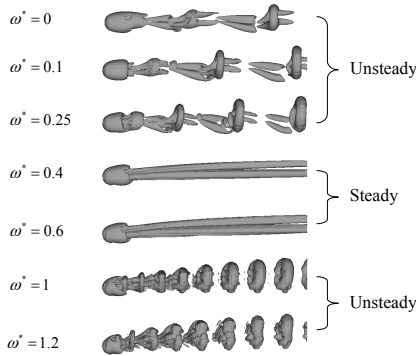 ω* = 0
ω* = 0.1
Unsteady
ω* = 0.25
ω* = 0.4
Steady
ω* = 0.6
ω* = 1
Unsteady
ω* = 1.2